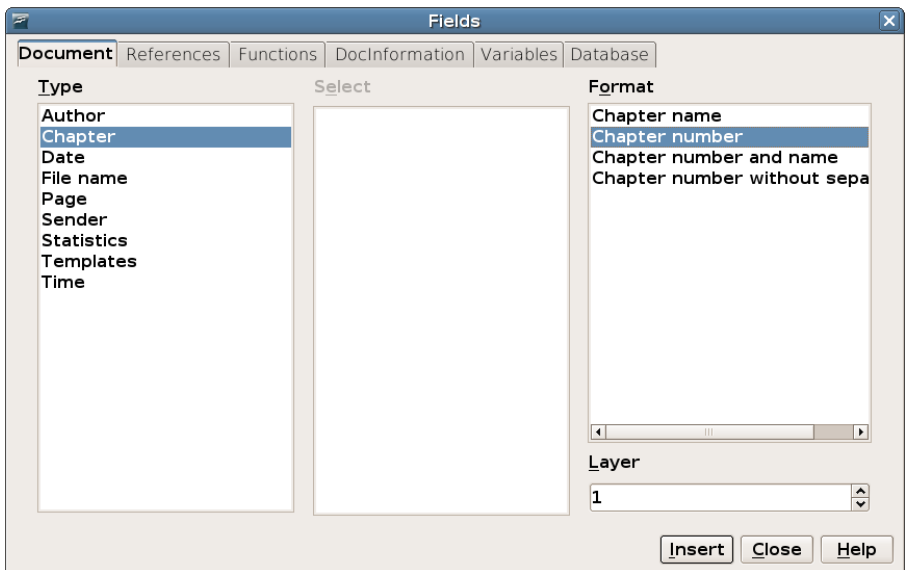 Fields
Document References Functions DocInformation Variables Database
Type
Author
Chapter
Date
File name
Page
Sender
Statistics
Templates
Time
Select
Format
Chapter name
Chapter number
Chapter number and name
Chapter number without sepa
Layer
1
Insert Close Help